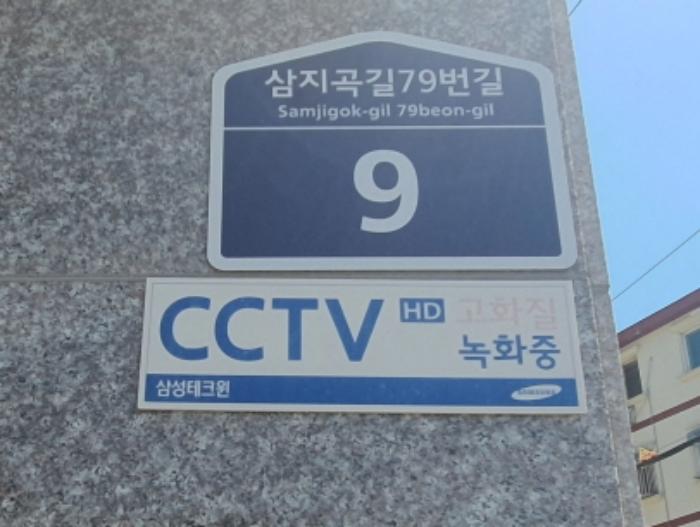 삼지곡길79번길
Samjigok-gil 79beon-gil
9
CCTV HD 고화질
녹화중
삼성테크윈
SAMSUNG